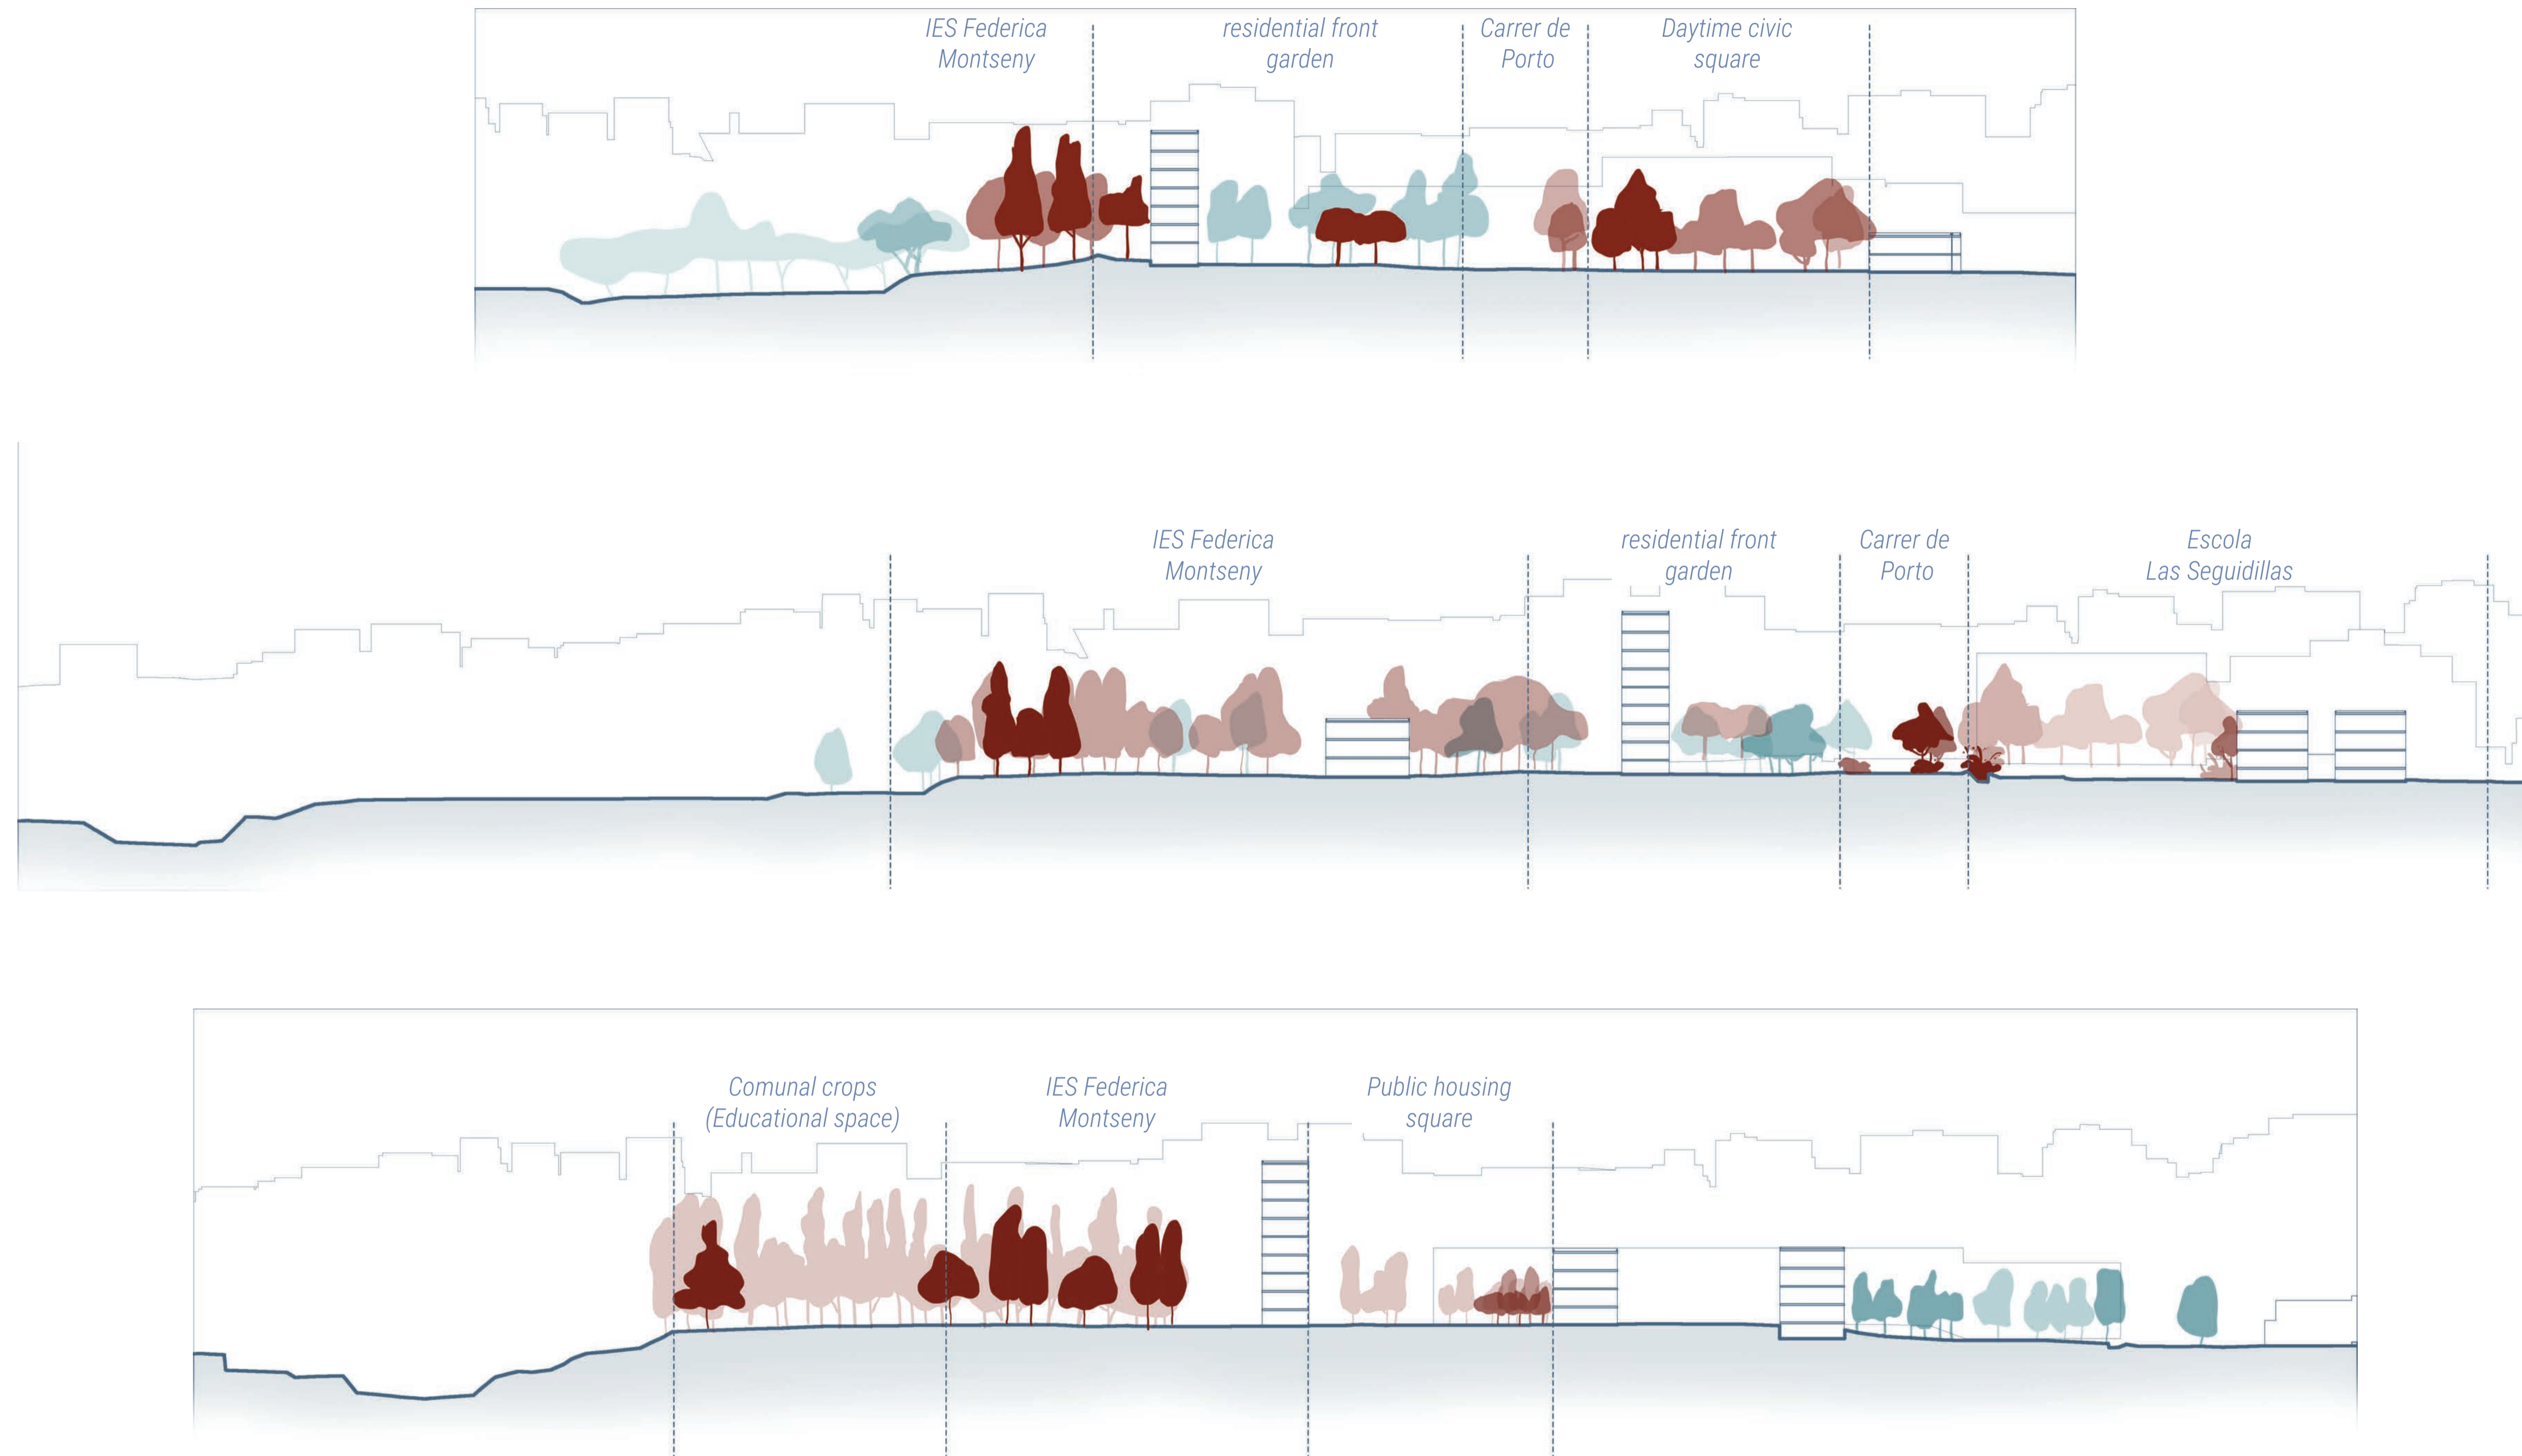 IES Federica
Montseny
residential front
garden
Carrer de
Porto
Daytime civic
square
IES Federica
Montseny
residential front
garden
Carrer de
Porto
Escola
Las Seguidillas
Comunal crops
(Educational space)
IES Federica
Montseny
Public housing
square